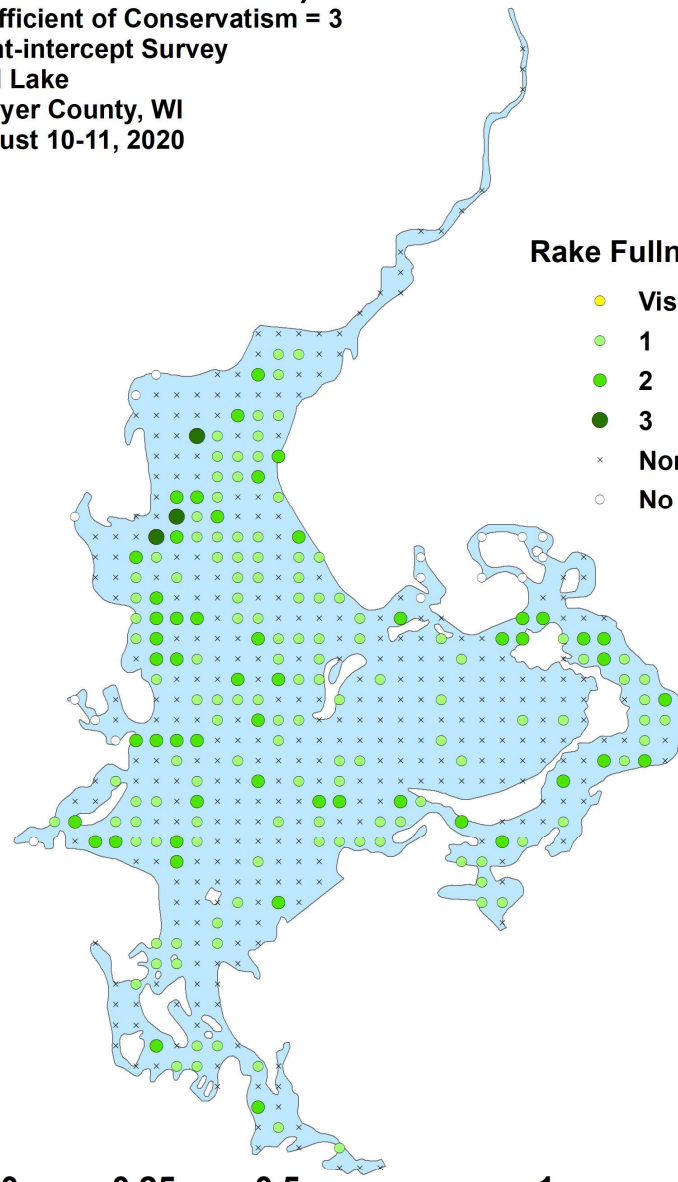 fficient of Conservatism = 3
nt-intercept Survey
l Lake
yer County, WI
ust 10-11, 2020
Rake Fulln
Vis
1
2
3
Nor
No
0 0.25 0.5 1